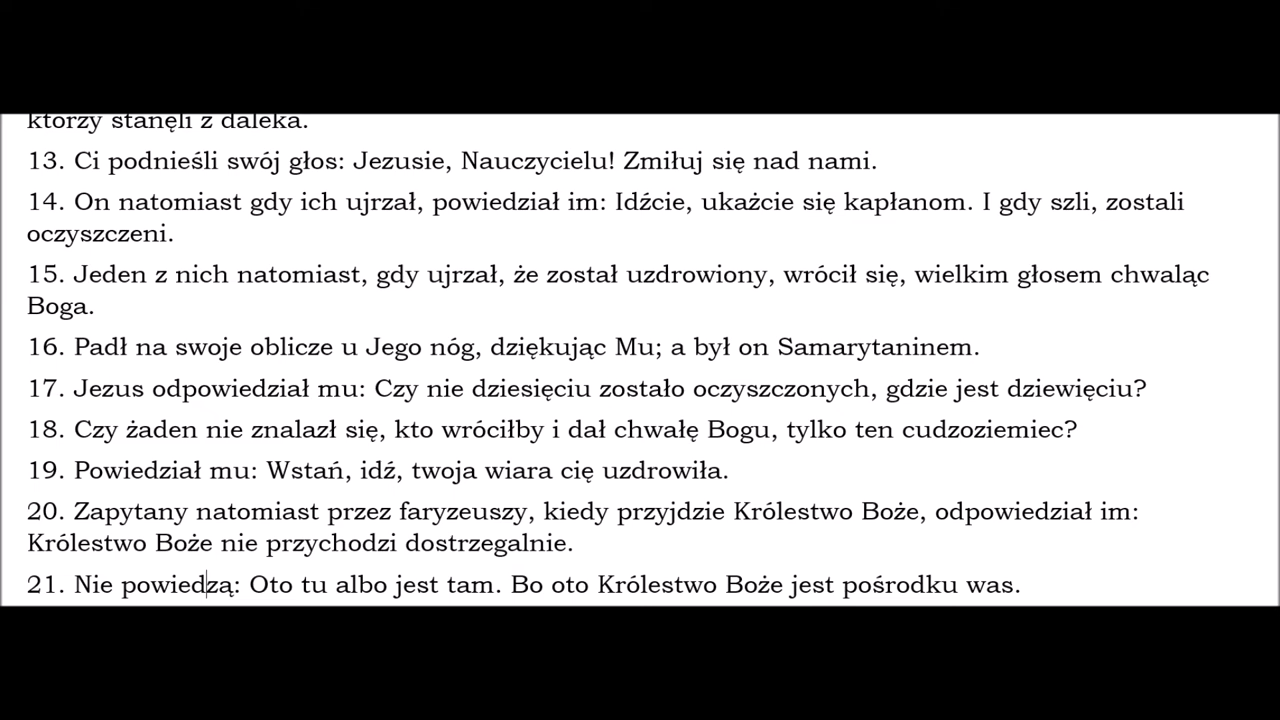 którzy stanęli z daleka.
13. Ci podnieśli swój głos: Jezusie, Nauczycielu! Zmiłuj się nad nami.
14. On natomiast gdy ich ujrzał, powiedział im: Idźcie, ukażcie się kapłanom. I gdy szli, zostali
oczyszczeni.
15. Jeden z nich natomiast, gdy ujrzał, że został uzdrowiony, wrócił się, wielkim głosem chwaląc
Boga.
16. Padł na swoje oblicze u Jego nóg, dziękując Mu; a był on Samarytaninem.
17. Jezus odpowiedział mu: Czy nie dziesięciu zostało oczyszczonych, gdzie jest dziewięciu?
18. Czy żaden nie znalazł się, kto wróciłby i dał chwałę Bogu, tylko ten cudzoziemiec?
19. Powiedział mu: Wstań, idź, twoja wiara cię uzdrowiła.
20. Zapytany natomiast przez faryzeuszy, kiedy przyjdzie Królestwo Boże, odpowiedział im:
Królestwo Boże nie przychodzi dostrzegalnie.
21. Nie powiedzą: Oto tu albo jest tam. Bo oto Królestwo Boże jest pośrodku was.